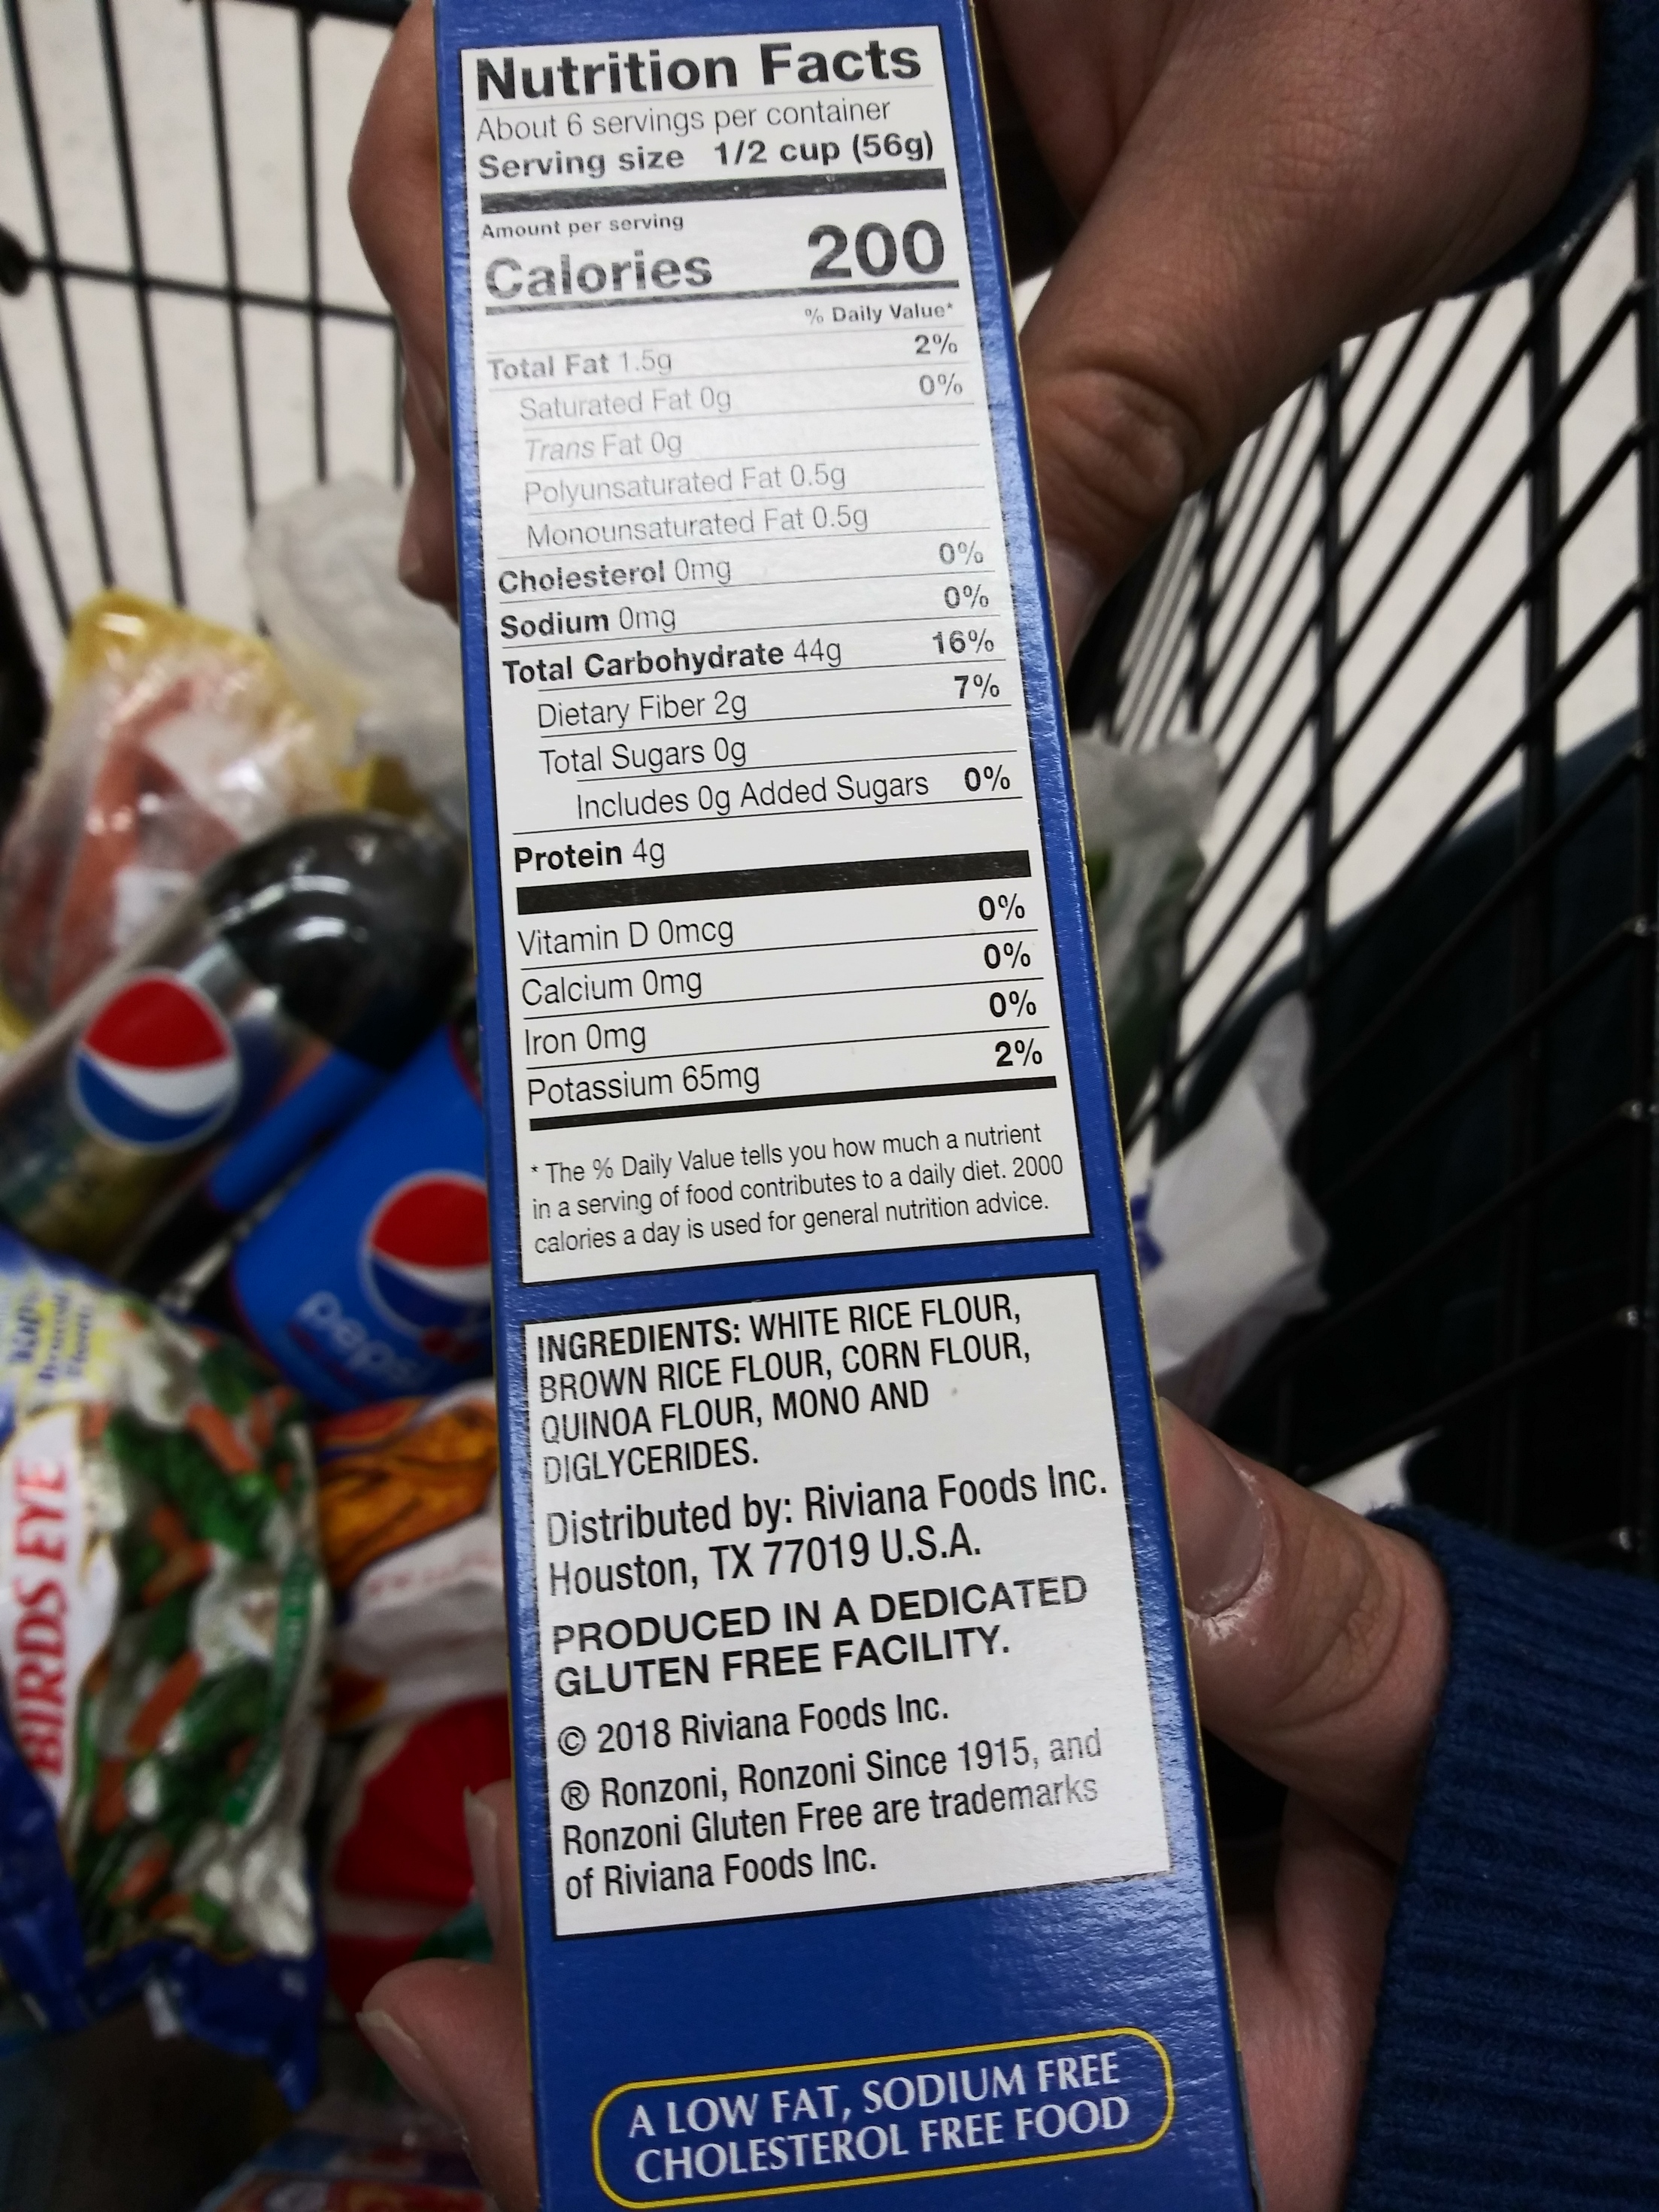 Nutrition Facts
About 6 servings per container
Serving size 1/2 cup (56g)
Amount per serving
Calories 200
% Daily Value*
Total Fat 1.5g 2%
Saturated Fat 0g 0%
Trans Fat 0g
Polyunsaturated Fat 0.5g
Monounsaturated Fat 0.5g
Cholesterol 0mg 0%
Sodium 0mg 0%
Total Carbohydrate 44g 16%
Dietary Fiber 2g 7%
Total Sugars 0g
Includes 0g Added Sugars 0%
Protein 4g
Vitamin D 0mcg 0%
Calcium 0mg 0%
Iron 0mg 0%
Potassium 65mg 2%
* The % Daily Value tells you how much a nutrient
in a serving of food contributes to a daily diet. 2000
calories a day is used for general nutrition advice.
INGREDIENTS: WHITE RICE FLOUR,
BROWN RICE FLOUR, CORN FLOUR,
QUINOA FLOUR, MONO AND
DIGLYCERIDES.
Distributed by: Riviana Foods Inc.
Houston, TX 77019 U.S.A.
PRODUCED IN A DEDICATED
GLUTEN FREE FACILITY.
© 2018 Riviana Foods Inc.
® Ronzoni, Ronzoni Since 1915, and
Ronzoni Gluten Free are trademarks
of Riviana Foods Inc.
A LOW FAT, SODIUM FREE
CHOLESTEROL FREE FOOD
pepsi
BIRDS EYE